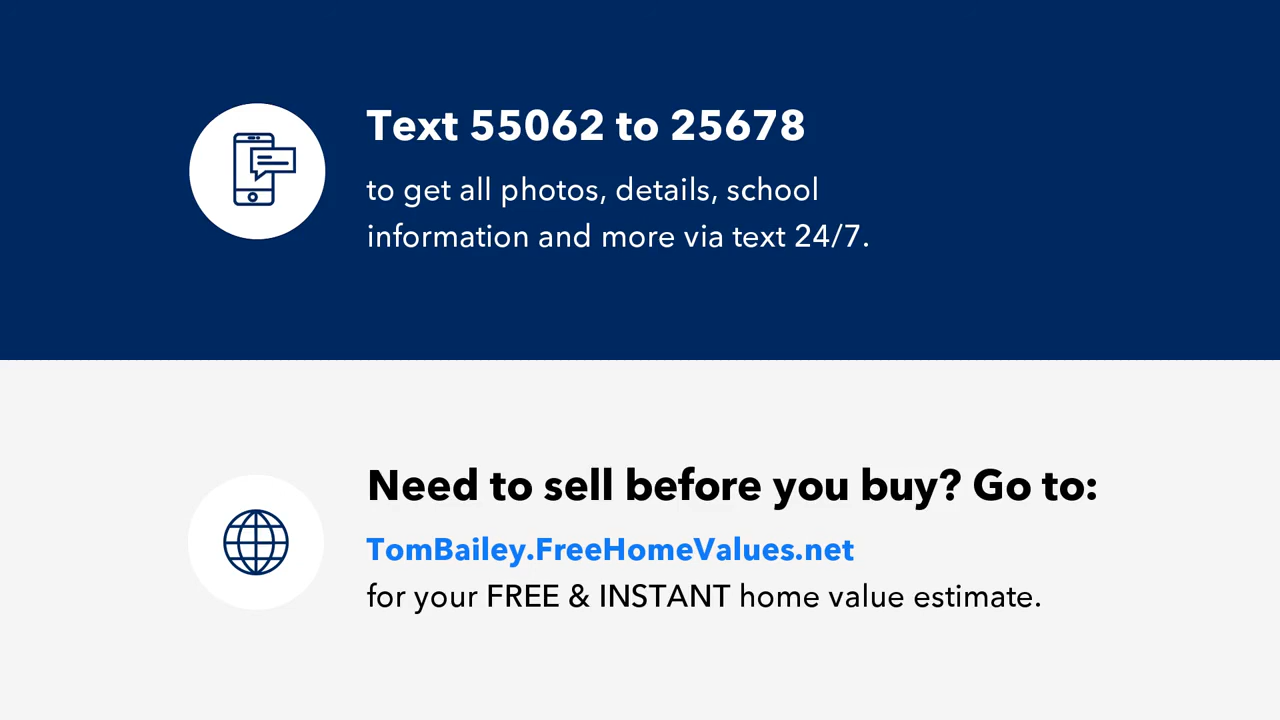 Text 55062 to 25678
to get all photos, details, school
information and more via text 24/7.
Need to sell before you buy? Go to:
TomBailey.FreeHomeValues.net
for your FREE & INSTANT home value estimate.